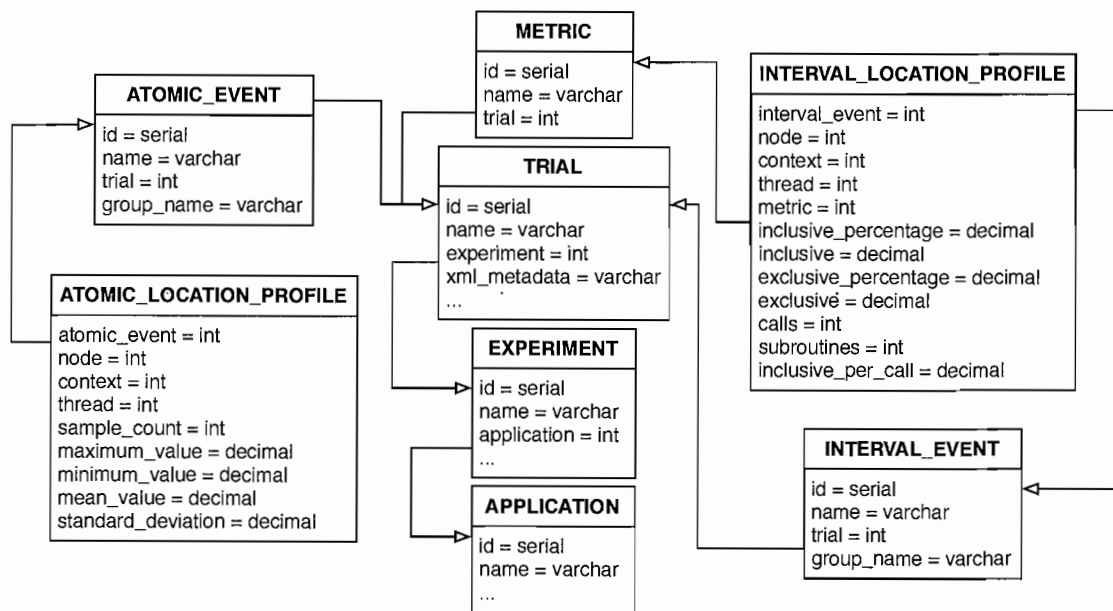 METRIC
id = serial
name = varchar
trial = int
ATOMIC_EVENT
id = serial
name = varchar
trial = int
group_name = varchar
INTERVAL_LOCATION_PROFILE
interval_event = int
node = int
context = int
thread = int
metric = int
inclusive_percentage = decimal
inclusive = decimal
exclusive_percentage = decimal
exclusive = decimal
calls = int
subroutines = int
inclusive_per_call = decimal
TRIAL
id = serial
name = varchar
experiment = int
xml_metadata = varchar
...
ATOMIC_LOCATION_PROFILE
atomic_event = int
node = int
context = int
thread = int
sample_count = int
maximum_value = decimal
minimum_value = decimal
mean_value = decimal
standard_deviation = decimal
EXPERIMENT
id = serial
name = varchar
application = int
...
INTERVAL_EVENT
id = serial
name = varchar
trial = int
group_name = varchar
APPLICATION
id = serial
name = varchar
...